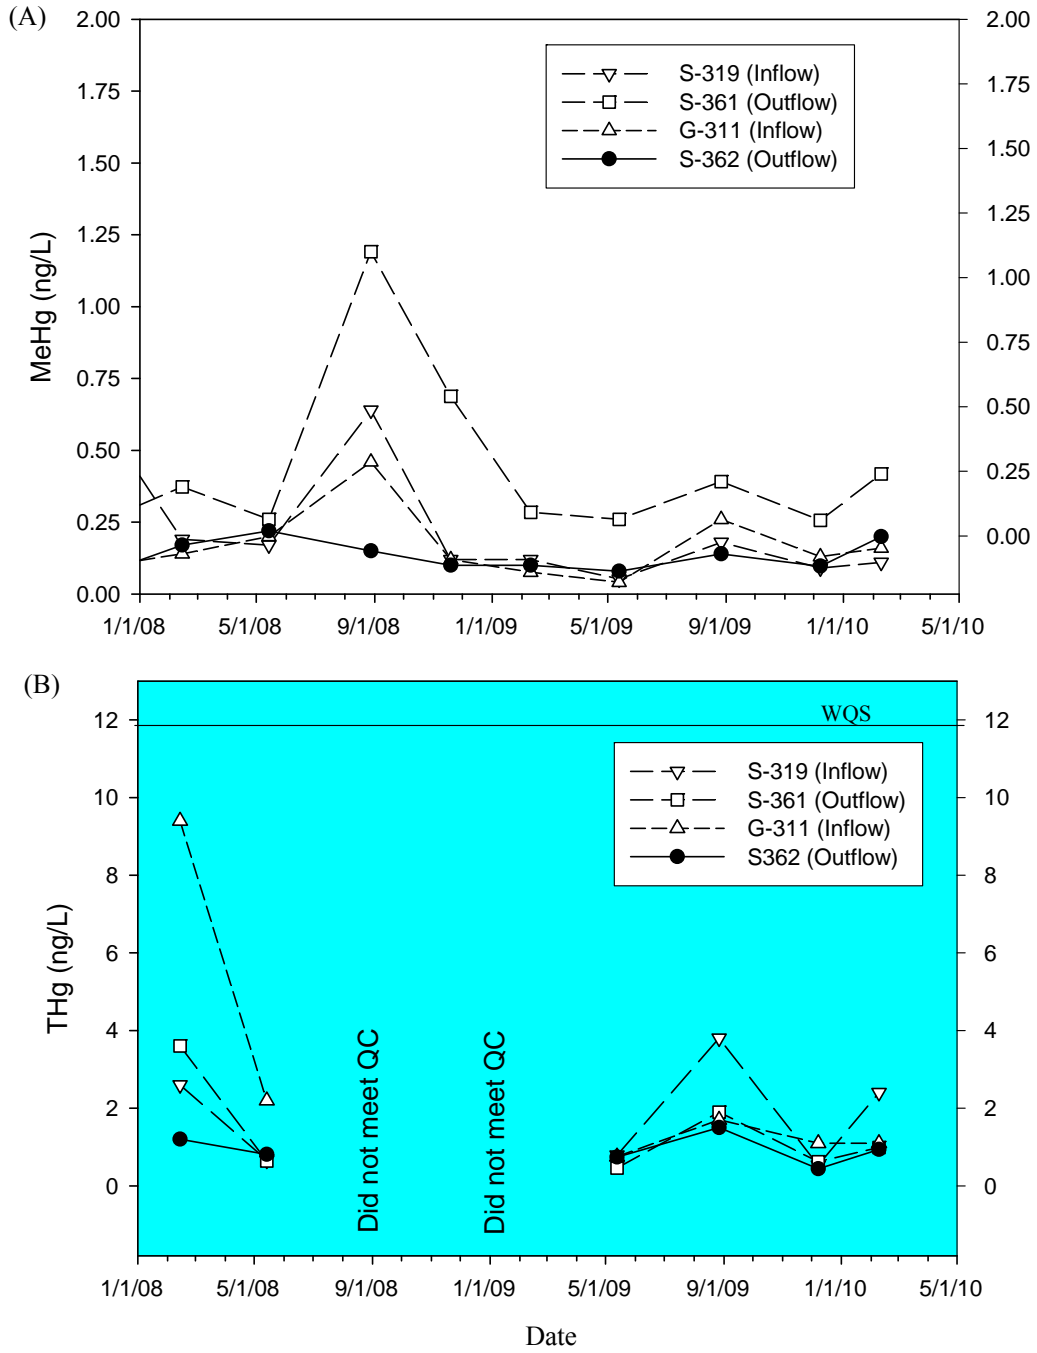 (A)
2.00
1.75
1.50
1.25
1.00
0.75
0.50
0.25
0.00
MeHg (ng/L)
2.00
1.75
1.50
1.25
1.00
0.75
0.50
0.25
0.00
S-319 (Inflow)
S-361 (Outflow)
G-311 (Inflow)
S-362 (Outflow)
1/1/08 5/1/08 9/1/08 1/1/09 5/1/09 9/1/09 1/1/10 5/1/10
(B)
12
10
8
6
4
2
0
THg (ng/L)
12
10
8
6
4
2
0
WQS
S-319 (Inflow)
S-361 (Outflow)
G-311 (Inflow)
S362 (Outflow)
Did not meet QC
Did not meet QC
1/1/08 5/1/08 9/1/08 1/1/09 5/1/09 9/1/09 1/1/10 5/1/10
Date